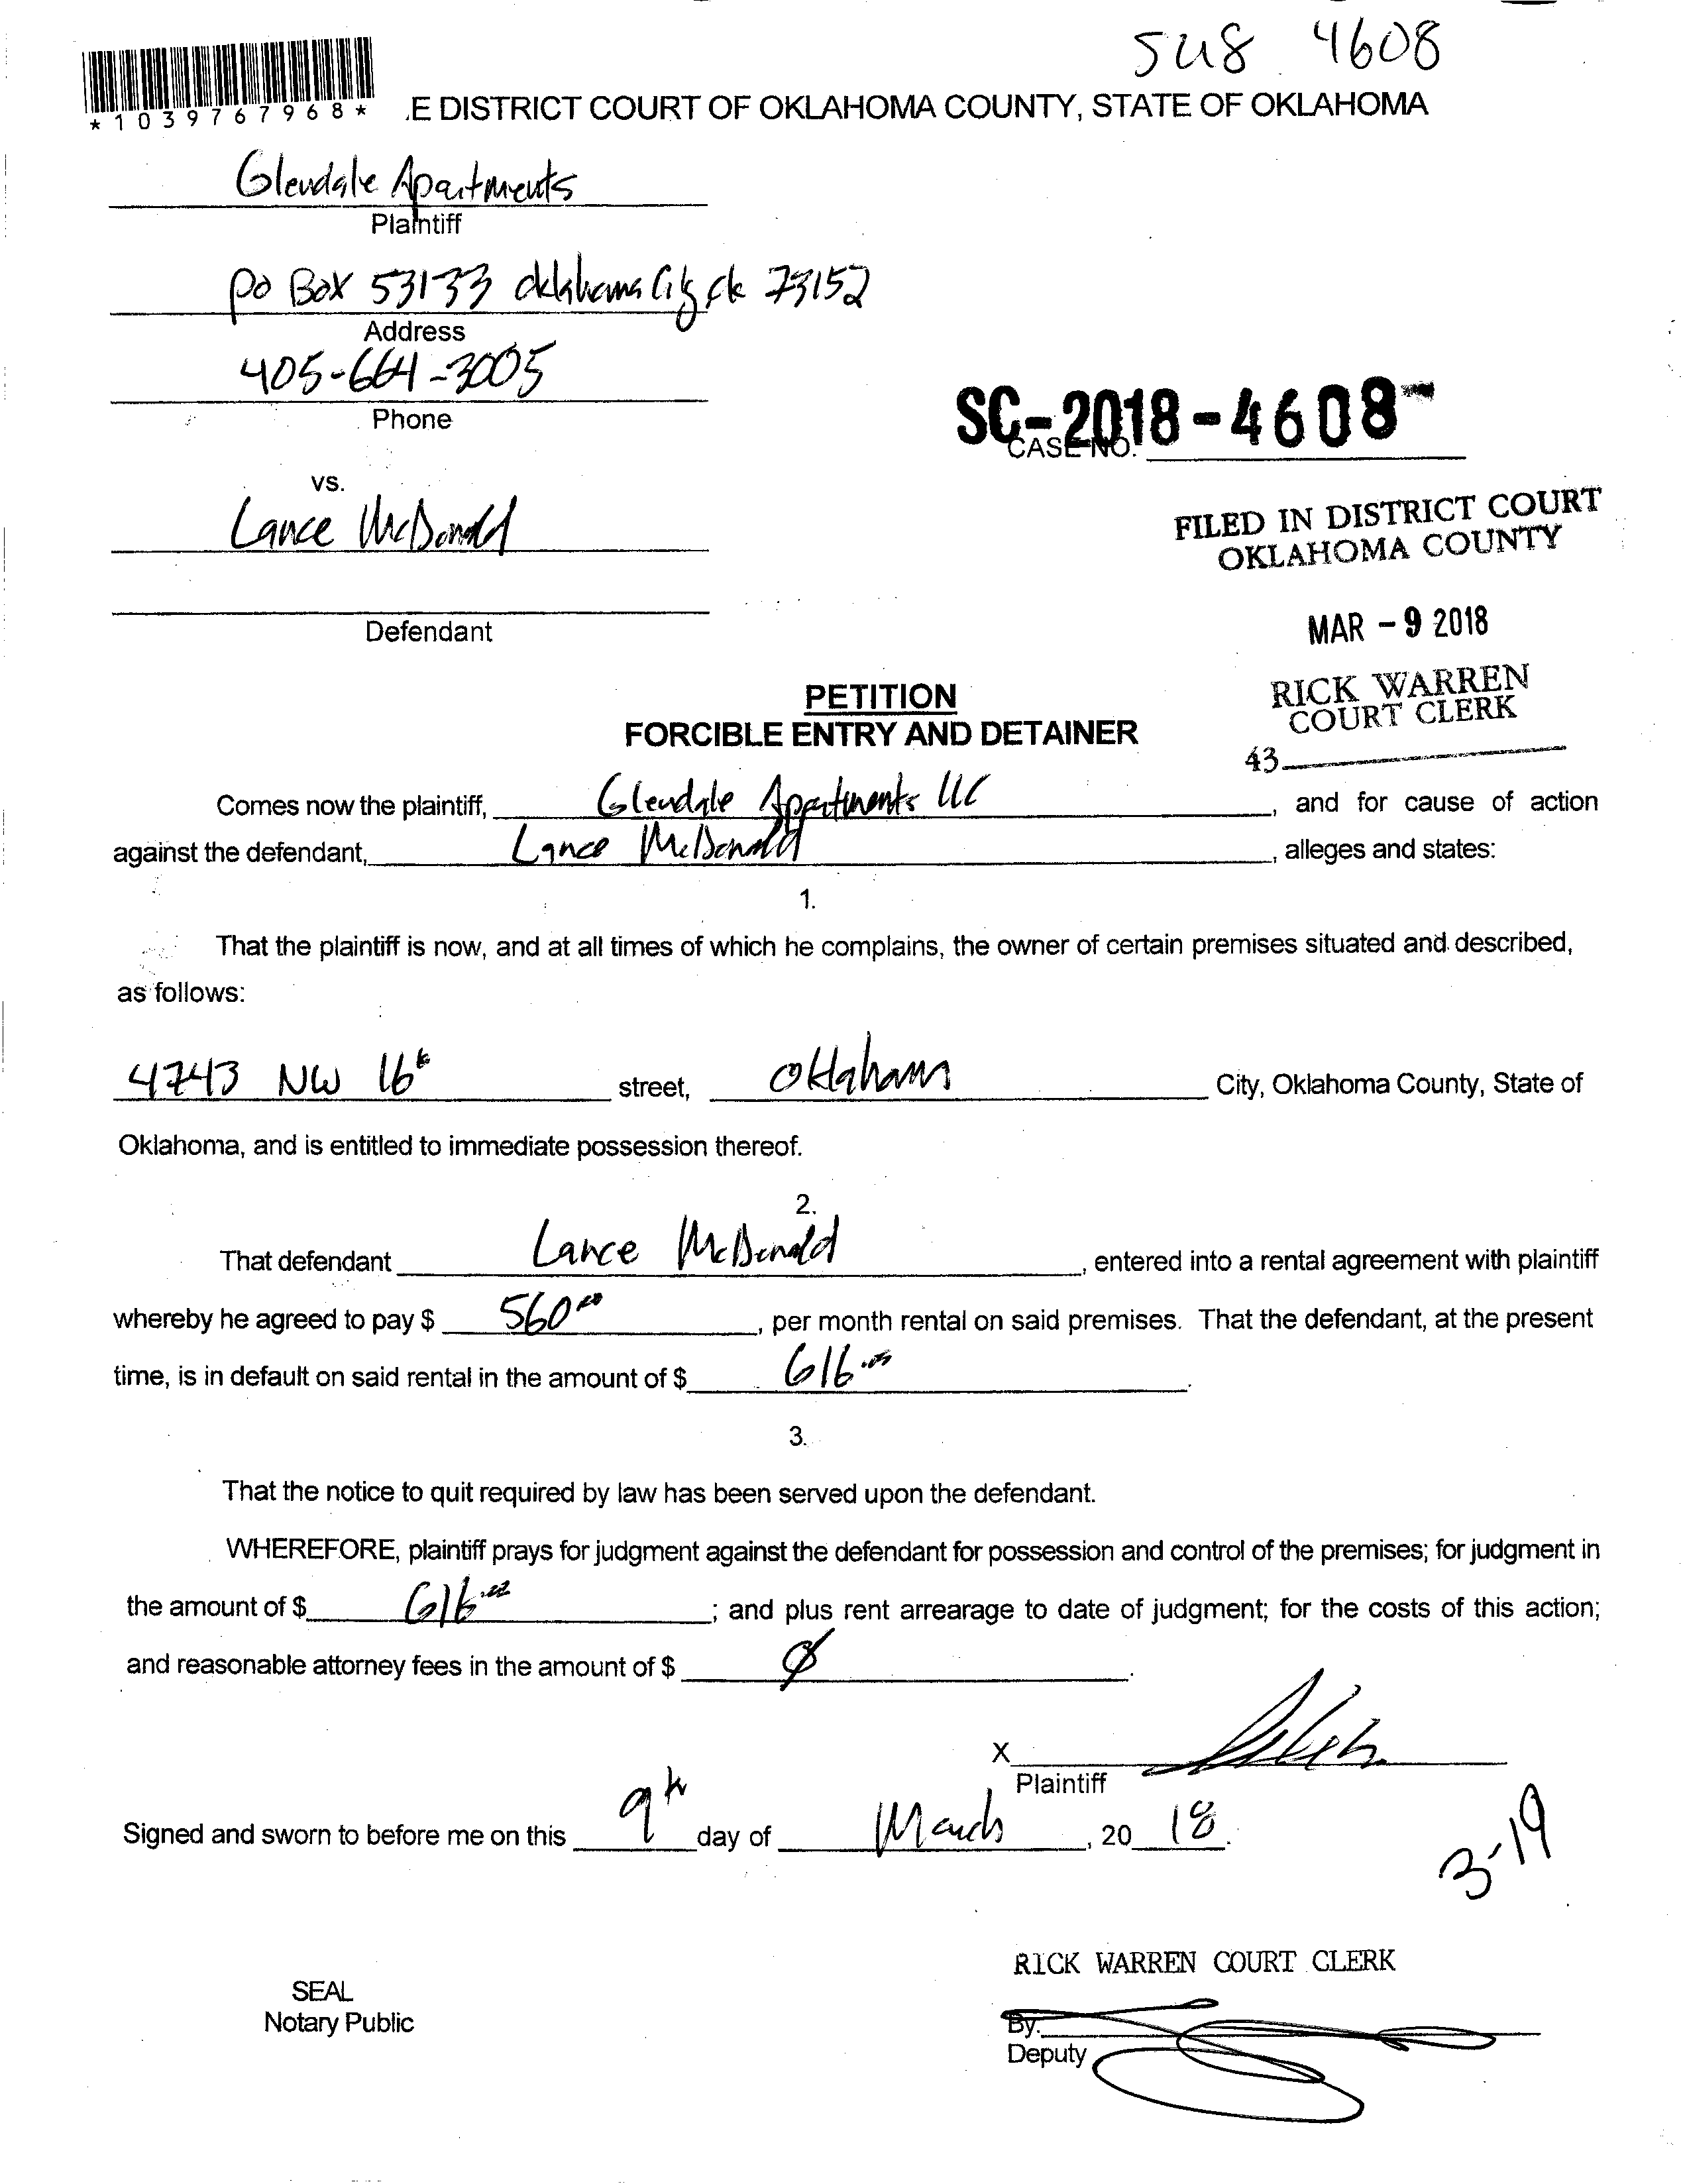 SUS 4608
*1039767968*
E DISTRICT COURT OF OKLAHOMA COUNTY, STATE OF OKLAHOMA
Glendale Apartments
Plaintiff
PO Box 53133 Oklahoma City Ok 73152
Address
405-664-3005
Phone
SC-2018-4608
CASE NO.
vs.
Lance McDonald
Defendant
FILED IN DISTRICT COURT
OKLAHOMA COUNTY
MAR - 9 2018
RICK WARREN
COURT CLERK
43
PETITION
FORCIBLE ENTRY AND DETAINER
Comes now the plaintiff, Glendale Apartments LLC, and for cause of action
against the defendant, Lance McDonald, alleges and states:
1.
That the plaintiff is now, and at all times of which he complains, the owner of certain premises situated and described,
as follows:
4743 NW 16th street, Oklahoma City, Oklahoma County, State of
Oklahoma, and is entitled to immediate possession thereof.
2.
That defendant Lance McDonald, entered into a rental agreement with plaintiff
whereby he agreed to pay $ 560.00, per month rental on said premises. That the defendant, at the present
time, is in default on said rental in the amount of $ 616.00.
3.
That the notice to quit required by law has been served upon the defendant.
WHEREFORE, plaintiff prays for judgment against the defendant for possession and control of the premises; for judgment in
the amount of $ 616.00; and plus rent arrearage to date of judgment; for the costs of this action;
and reasonable attorney fees in the amount of $ Ø.
X
Plaintiff
Signed and sworn to before me on this 9th day of March, 20 18.
3-19
RICK WARREN COURT CLERK
SEAL
Notary Public
By.
Deputy